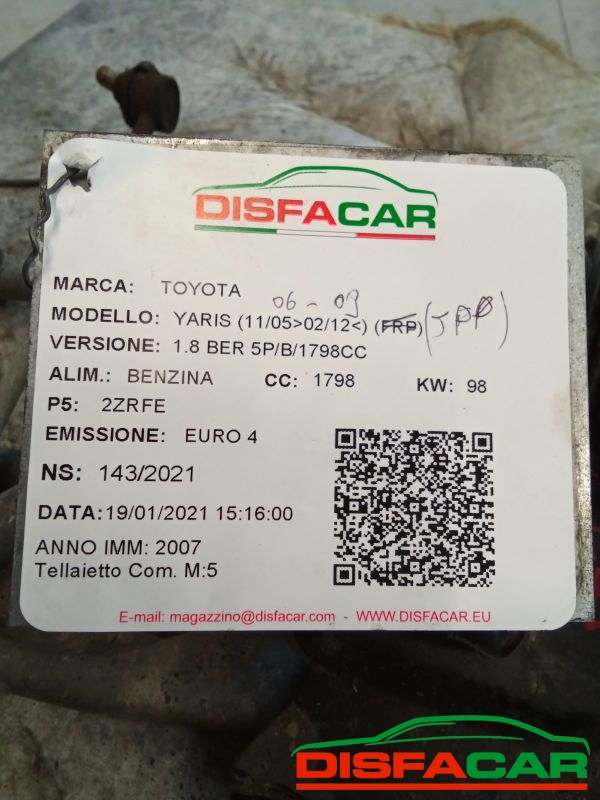 DISFACAR
MARCA: TOYOTA
06 - 09
MODELLO: YARIS (11/05>02/12<) (FRP) (JPP)
VERSIONE: 1.8 BER 5P/B/1798CC
ALIM.: BENZINA CC: 1798 KW: 98
P5: 2ZRFE
EMISSIONE: EURO 4
NS: 143/2021
DATA:19/01/2021 15:16:00
ANNO IMM: 2007
Tellaietto Com. M:5
E-mail: magazzino@disfacar.com - WWW.DISFACAR.EU
DISFACAR